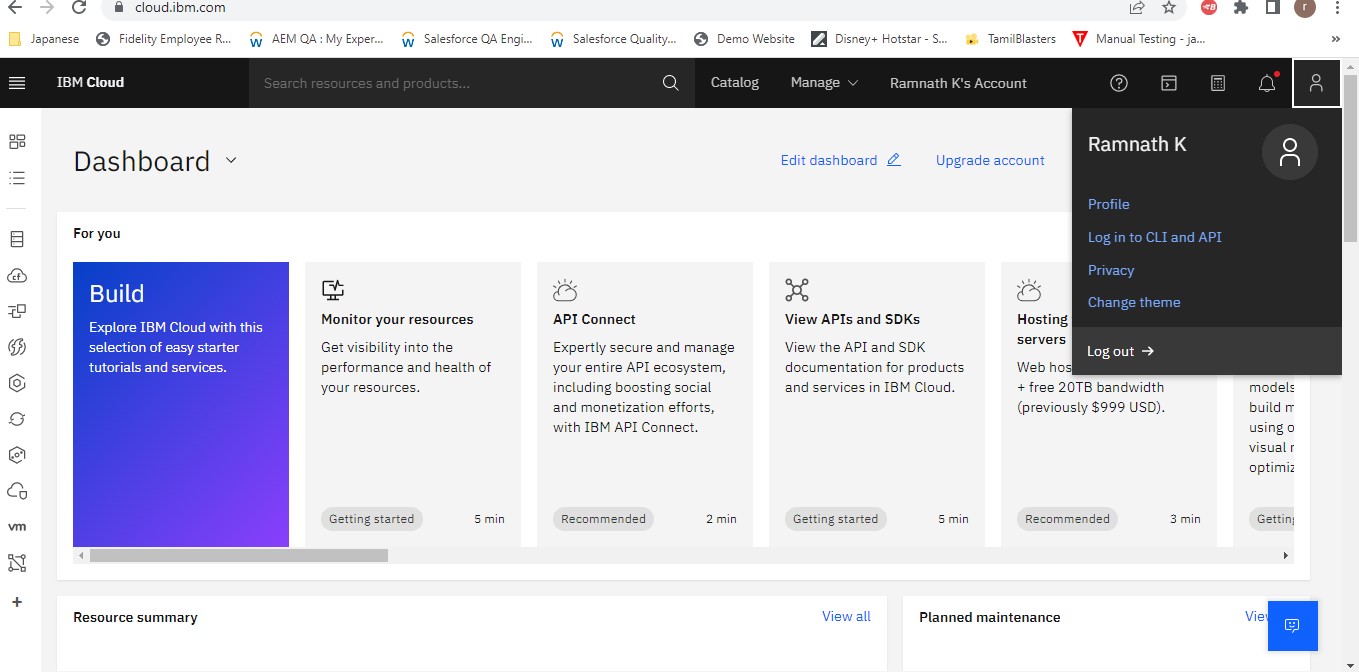 cloud.ibm.com
Japanese
Fidelity Employee R...
AEM QA : My Exper...
Salesforce QA Engi...
Salesforce Quality...
Demo Website
Disney+ Hotstar - S...
TamilBlasters
Manual Testing - ja...
IBM Cloud
Search resources and products...
Catalog
Manage
Ramnath K's Account
Ramnath K
Profile
Log in to CLI and API
Privacy
Change theme
Log out
Dashboard
Edit dashboard
Upgrade account
For you
Build
Explore IBM Cloud with this
selection of easy starter
tutorials and services.
Monitor your resources
Get visibility into the
performance and health of
your resources.
Getting started
5 min
API Connect
Expertly secure and manage
your entire API ecosystem,
including boosting social
and monetization efforts,
with IBM API Connect.
Recommended
2 min
View APIs and SDKs
View the API and SDK
documentation for products
and services in IBM Cloud.
Getting started
5 min
Hosting
servers
Web hos
+ free 20TB bandwidth
(previously $999 USD).
Recommended
3 min
models
build m
using o
visual r
optimiz
Getting
vm
Resource summary
View all
Planned maintenance
View